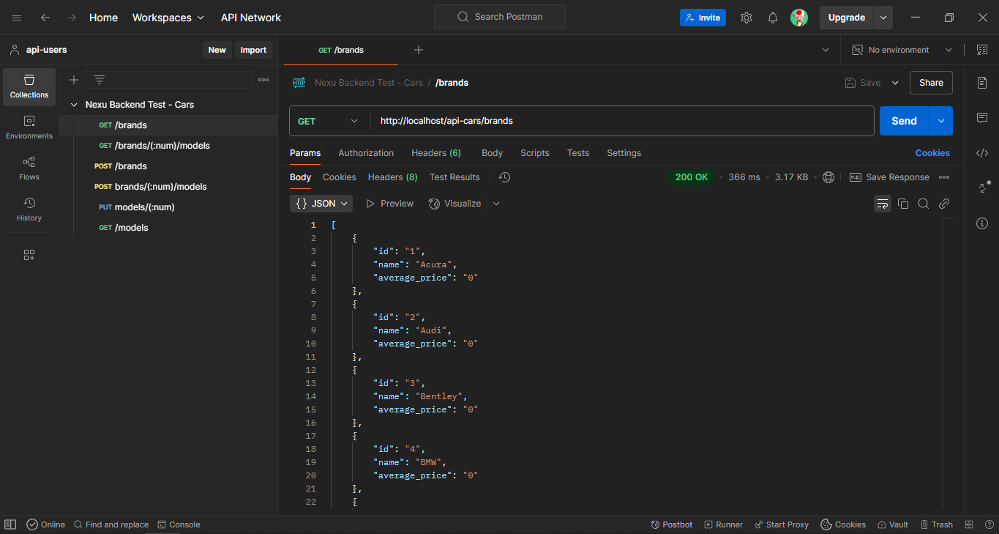 Home Workspaces API Network Search Postman Invite Upgrade
api-users New Import GET /brands No environment
Collections
Environments
Flows
History
Nexu Backend Test - Cars
GET /brands
GET /brands/(:num)/models
POST /brands
POST brands/(:num)/models
PUT models/(:num)
GET /models
HTTP Nexu Backend Test - Cars / /brands Save Share
GET http://localhost/api-cars/brands Send
Params Authorization Headers (6) Body Scripts Tests Settings Cookies
Body Cookies Headers (8) Test Results 200 OK • 366 ms • 3.17 KB • e.g. Save Response
{} JSON Preview Visualize
1 [
2 {
3 "id": "1",
4 "name": "Acura",
5 "average_price": "0"
6 },
7 {
8 "id": "2",
9 "name": "Audi",
10 "average_price": "0"
11 },
12 {
13 "id": "3",
14 "name": "Bentley",
15 "average_price": "0"
16 },
17 {
18 "id": "4",
19 "name": "BMW",
20 "average_price": "0"
21 },
22 {
Online Find and replace Console Postbot Runner Start Proxy Cookies Vault Trash